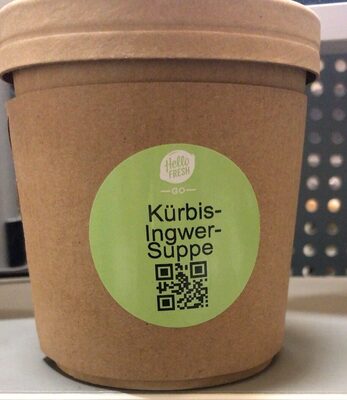 Hello
FRESH
GO
Kürbis-
Ingwer-
Suppe